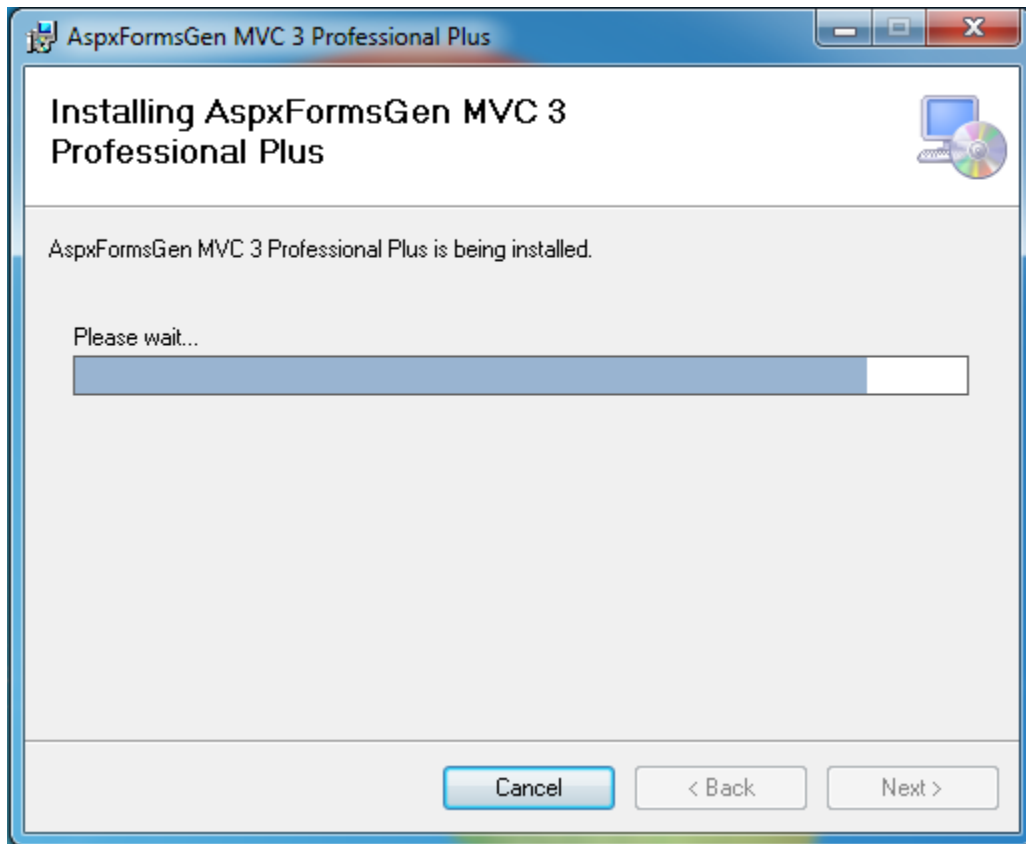 AspxFormsGen MVC 3 Professional Plus
Installing AspxFormsGen MVC 3
Professional Plus
AspxFormsGen MVC 3 Professional Plus is being installed.
Please wait...
Cancel
< Back
Next >